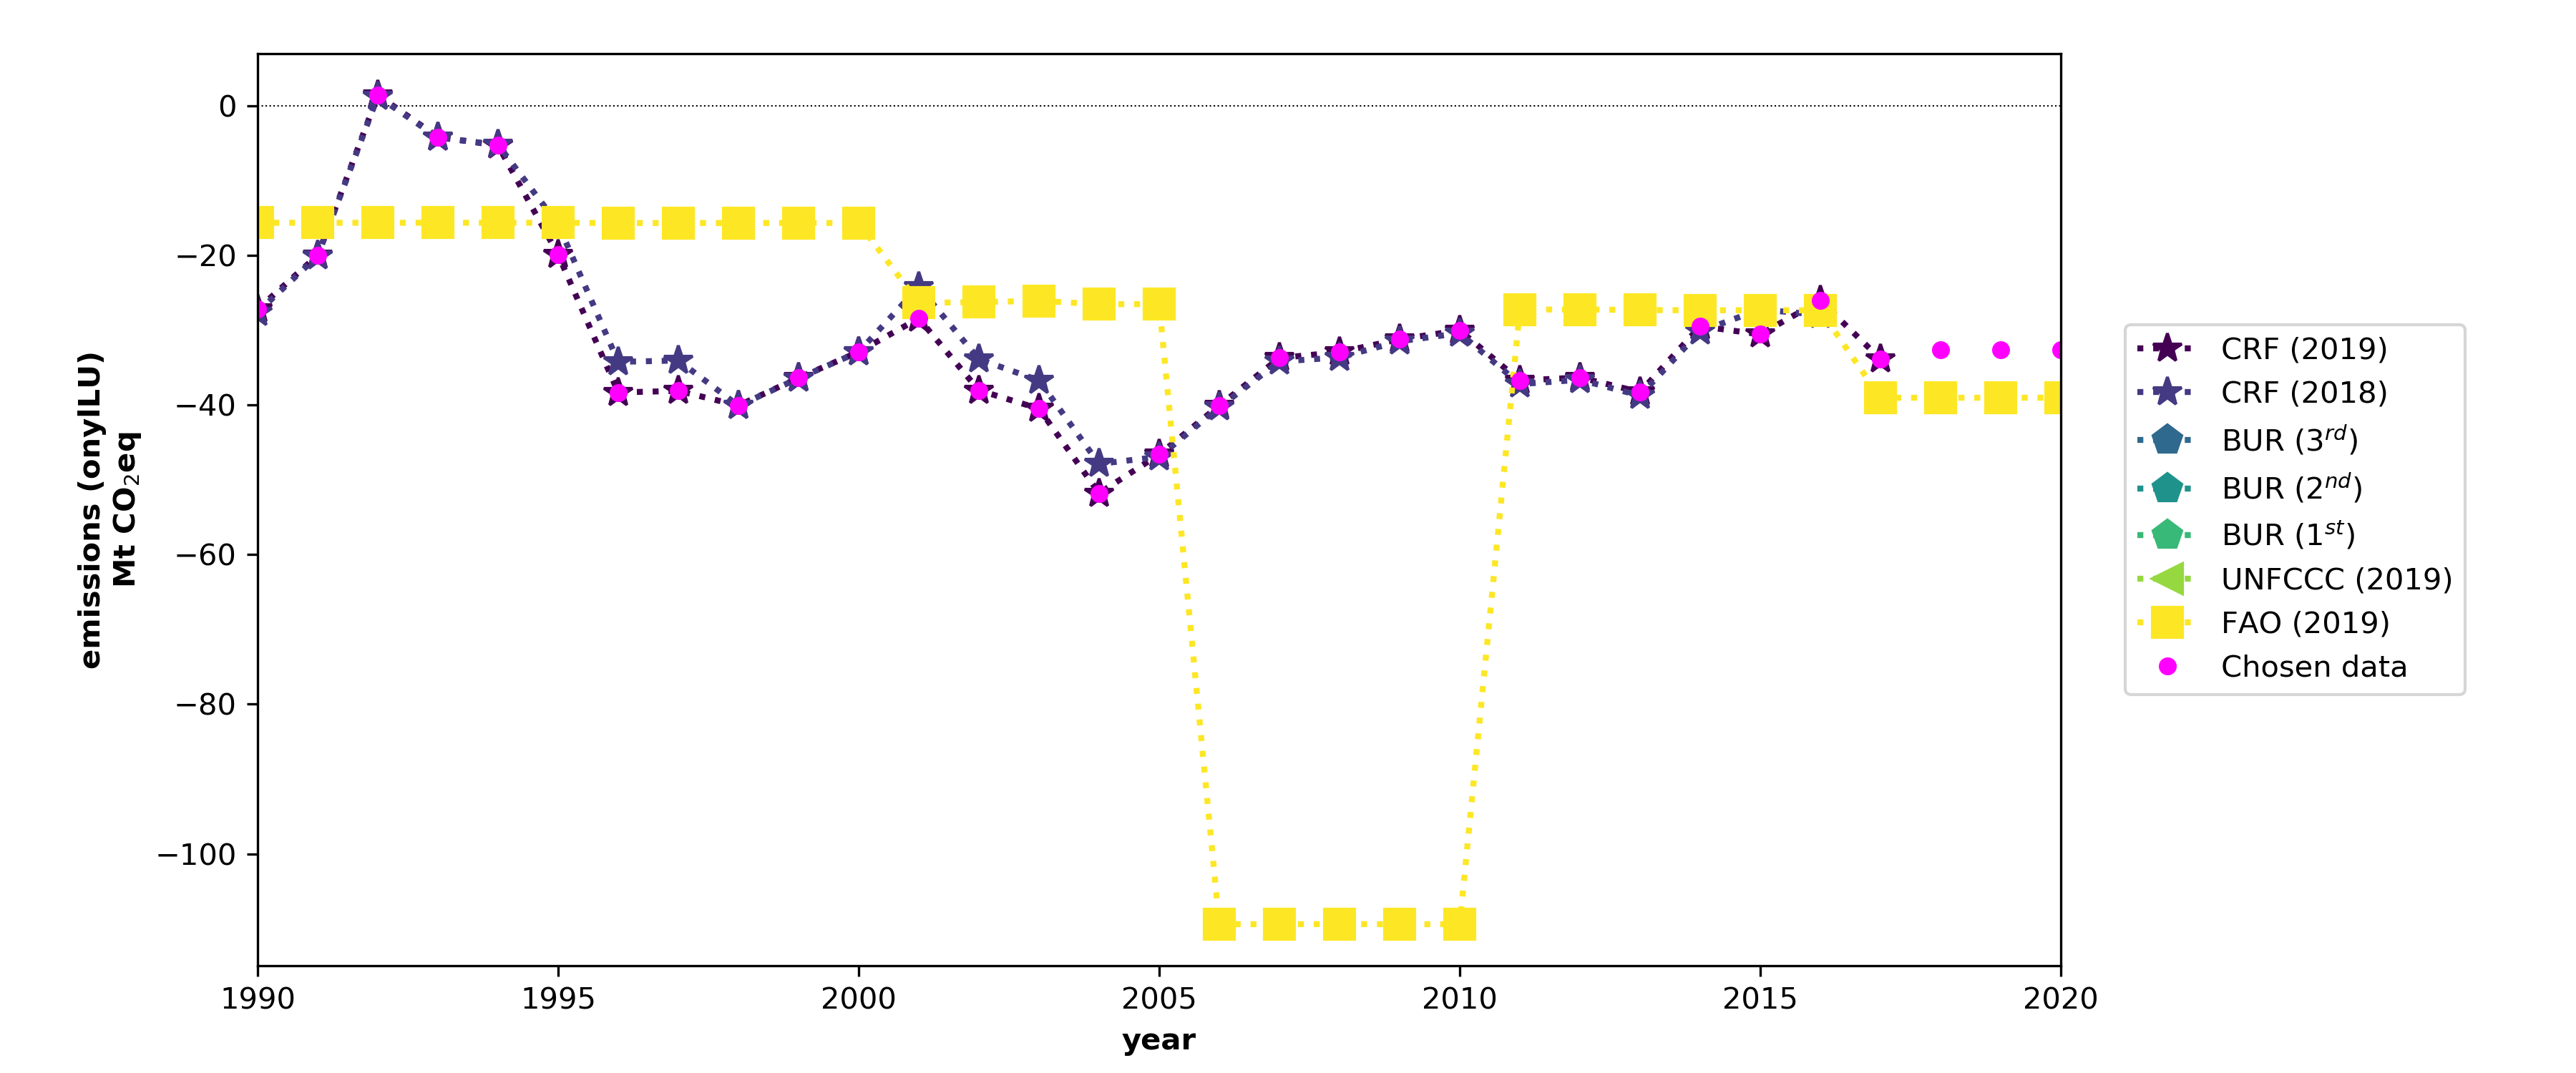 emissions (onylLU)
Mt CO₂eq
0
−20
−40
−60
−80
−100
1990 1995 2000 2005 2010 2015 2020
year
CRF (2019)
CRF (2018)
BUR (3ʳᵈ)
BUR (2ⁿᵈ)
BUR (1ˢᵗ)
UNFCCC (2019)
FAO (2019)
Chosen data